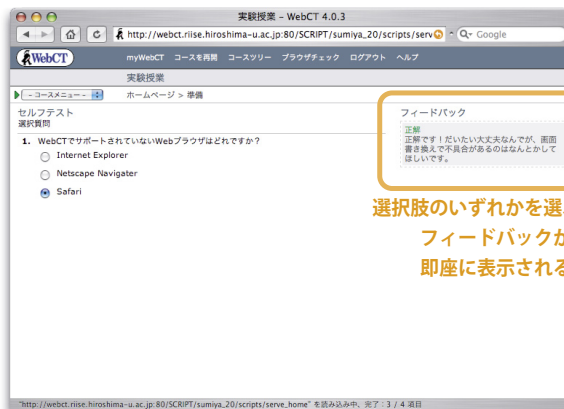 実験授業 – WebCT 4.0.3
http://webct.riise.hiroshima-u.ac.jp:80/SCRIPT/sumiya_20/scripts/serv
Google
WebCT
myWebCT コースを再開 コースツリー ブラウザチェック ログアウト ヘルプ
実験授業
- コースメニュー -
ホームページ > 準備
セルフテスト
選択質問
1. WebCTでサポートされていないWebブラウザはどれですか？
Internet Explorer
Netscape Navigater
Safari
フィードバック
正解
正解です！だいたい大丈夫なんでが、画面
書き換えで不具合があるのはなんとかして
ほしいです。
選択肢のいずれかを選
フィードバックが
即座に表示される
"http://webct.riise.hiroshima-u.ac.jp:80/SCRIPT/sumiya_20/scripts/serve_home" を読み込み中、完了：3 / 4 項目